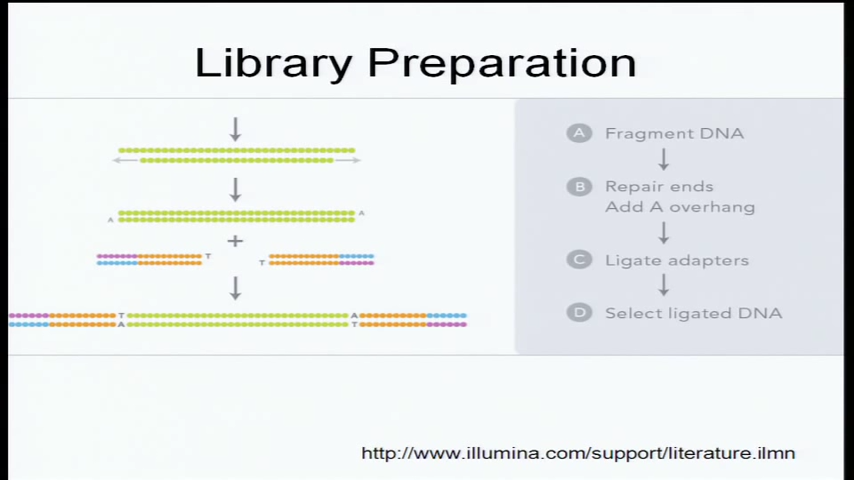 Library Preparation
A Fragment DNA
B Repair ends
Add A overhang
C Ligate adapters
D Select ligated DNA
A
A
+
T
T
T A
A T
http://www.illumina.com/support/literature.ilmn